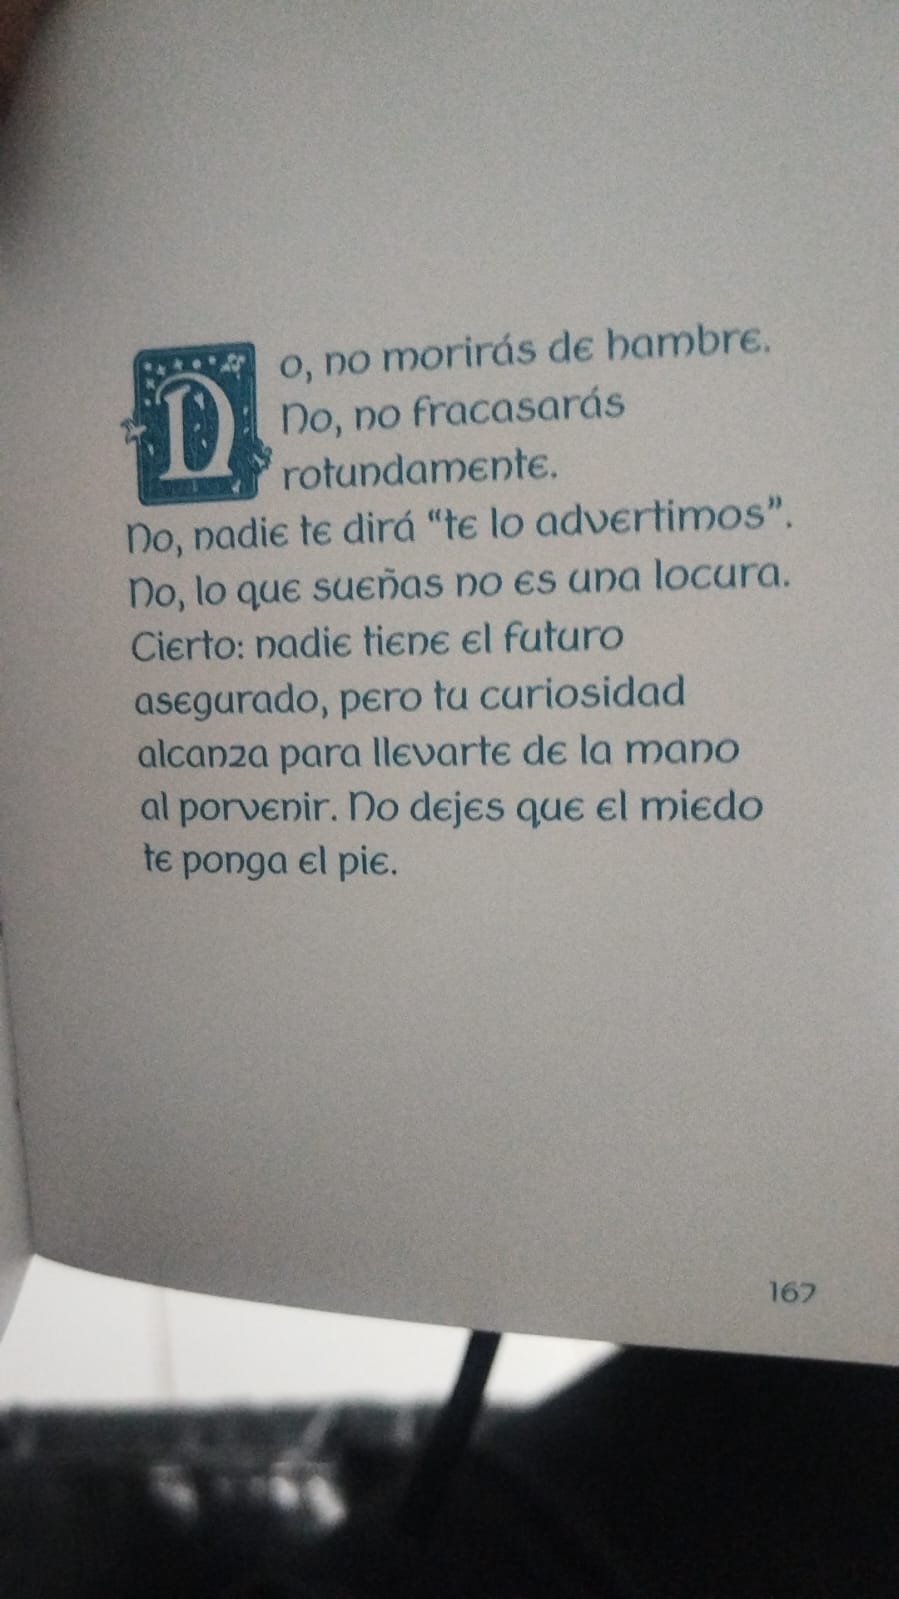 No, no morirás de hambre.
No, no fracasarás
rotundamente.
No, nadie te dirá “te lo advertimos”.
No, lo que sueñas no es una locura.
Cierto: nadie tiene el futuro
asegurado, pero tu curiosidad
alcanza para llevarte de la mano
al porvenir. No dejes que el miedo
te ponga el pie.
167